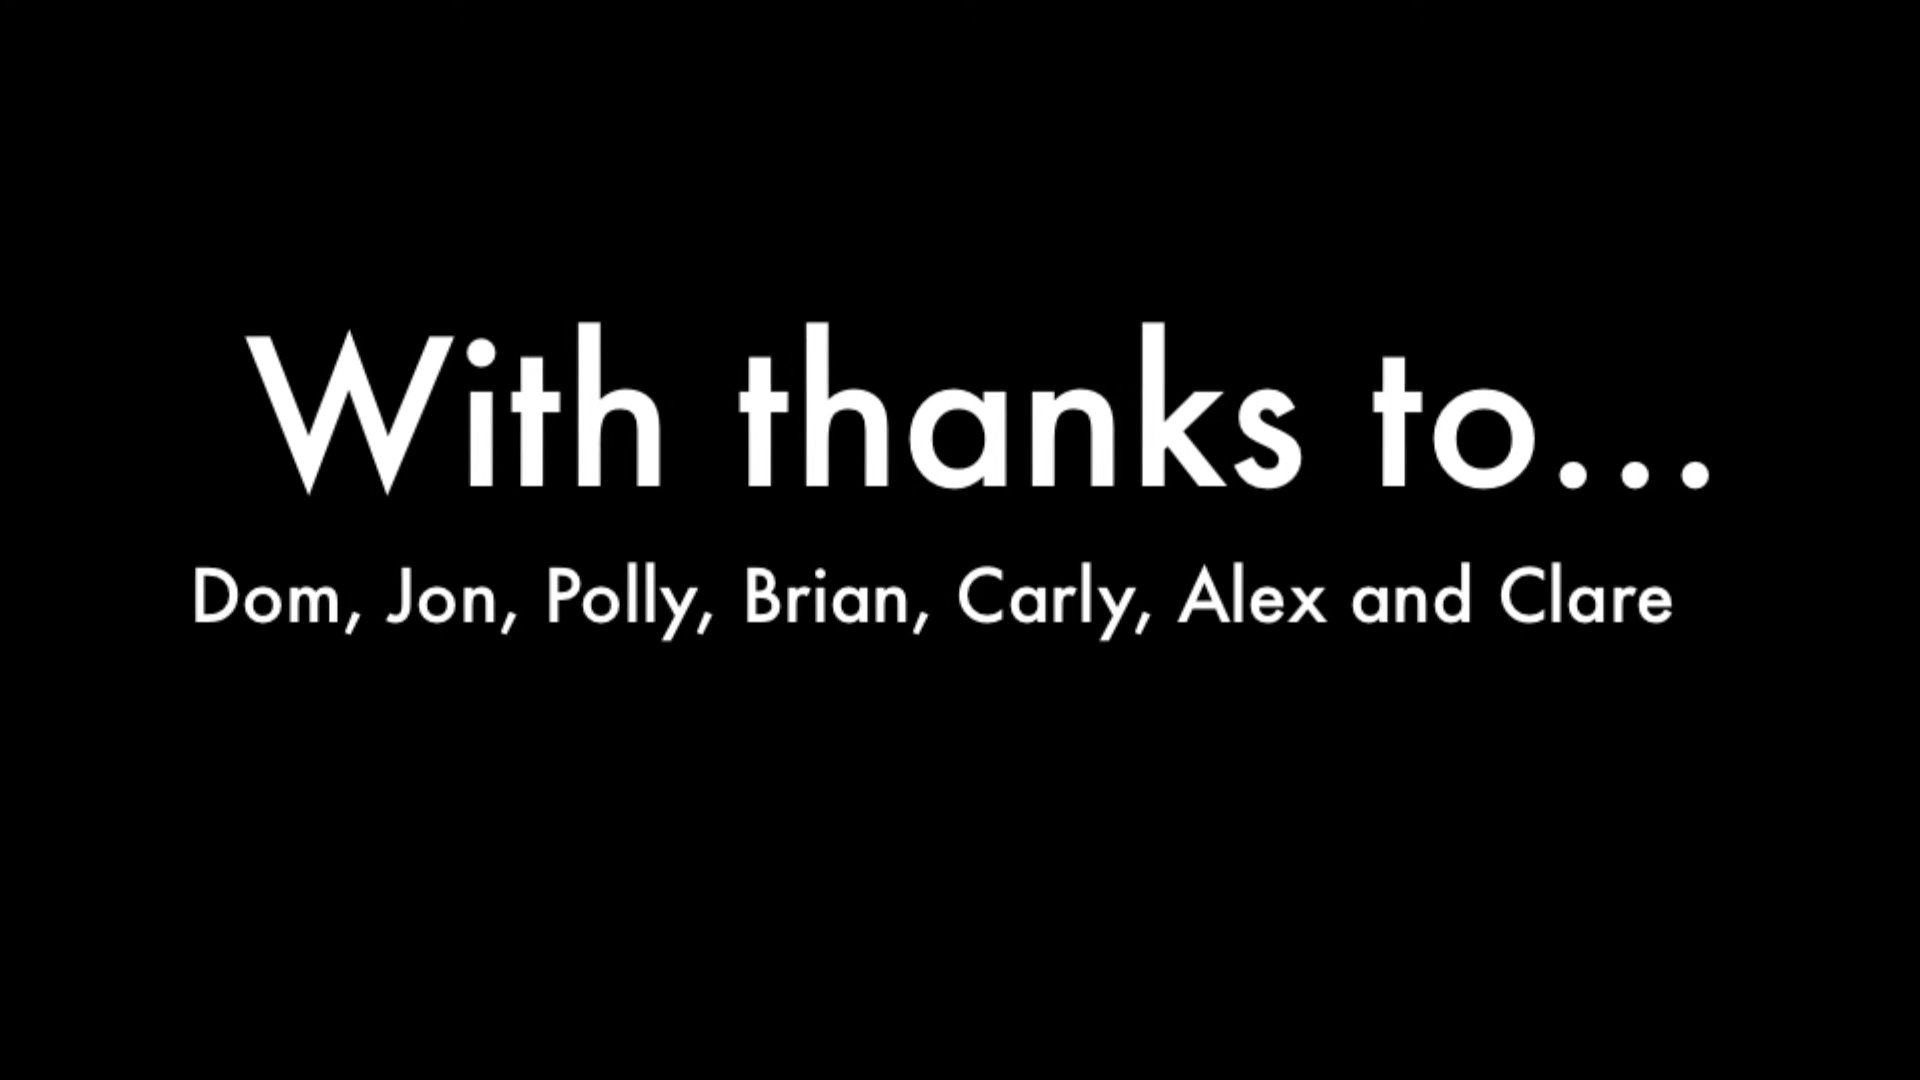 With thanks to...
Dom, Jon, Polly, Brian, Carly, Alex and Clare